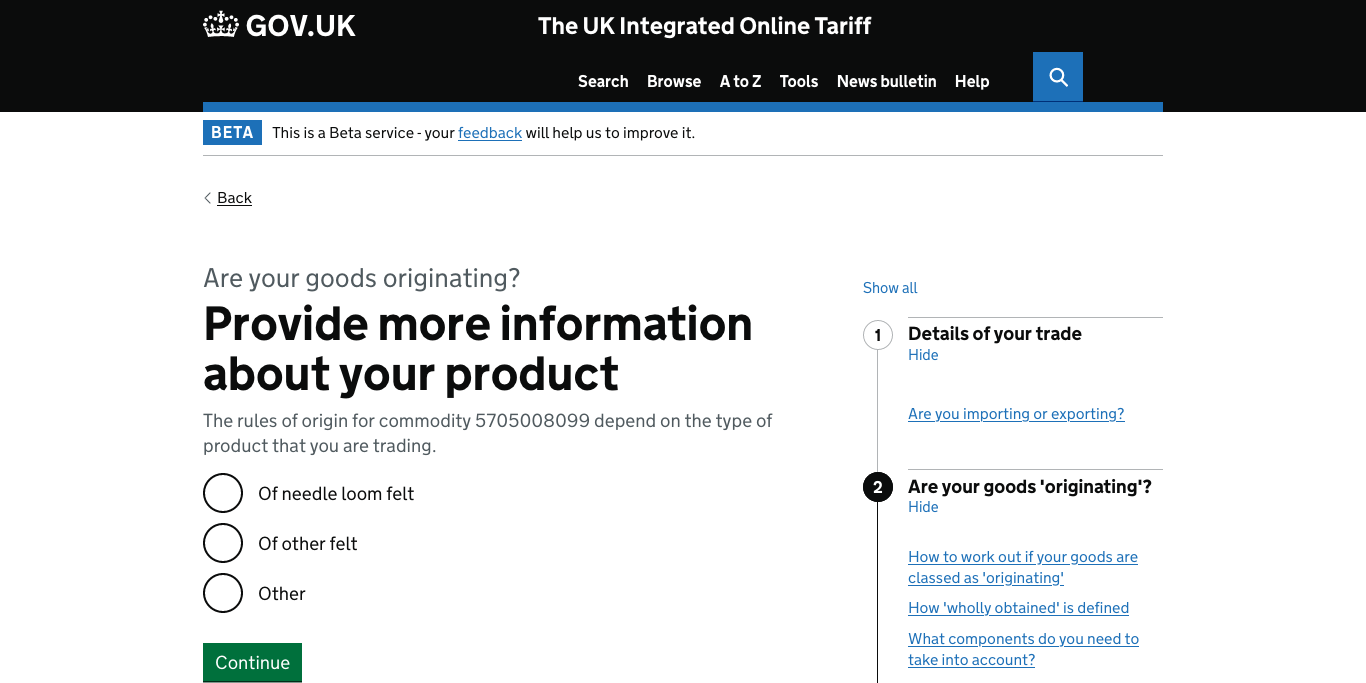 GOV.UK
The UK Integrated Online Tariff
Search Browse A to Z Tools News bulletin Help
BETA This is a Beta service - your feedback will help us to improve it.
Back
Are your goods originating?
Provide more information
about your product
The rules of origin for commodity 5705008099 depend on the type of
product that you are trading.
Of needle loom felt
Of other felt
Other
Continue
Show all
1 Details of your trade
Hide
Are you importing or exporting?
2 Are your goods 'originating'?
Hide
How to work out if your goods are
classed as 'originating'
How 'wholly obtained' is defined
What components do you need to
take into account?